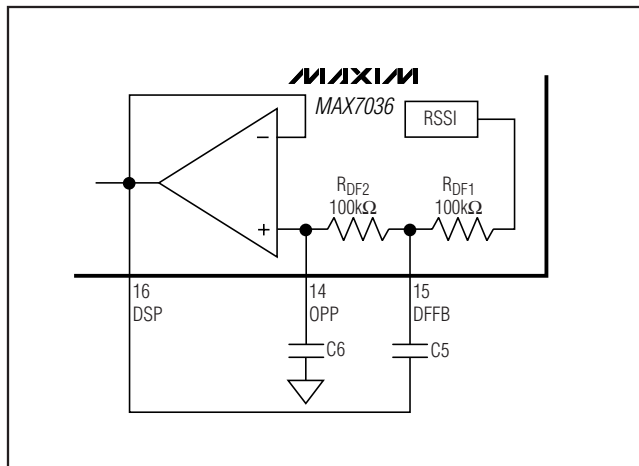 MAXIM
MAX7036
RSSI
−
+
RDF2
100kΩ
RDF1
100kΩ
16
DSP
14
OPP
15
DFFB
C6
C5